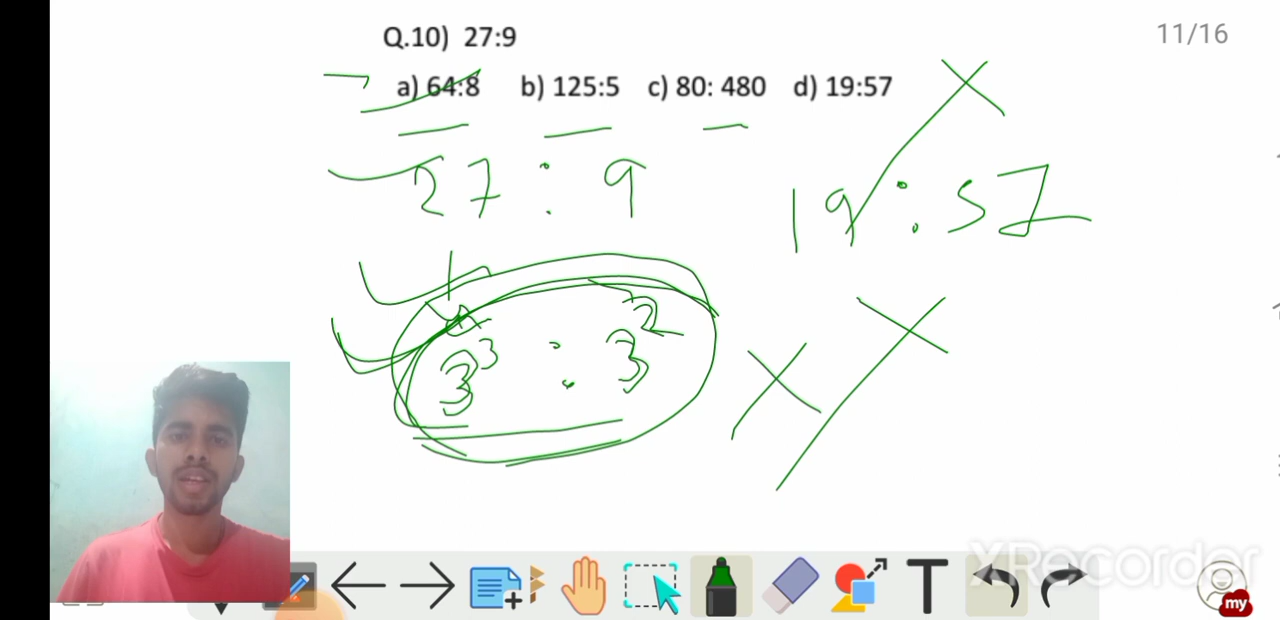 Q.10) 27:9
11/16
a) 64:8 b) 125:5 c) 80: 480 d) 19:57
27 : 9
19 : 57
3³ : 3²
XRecorder
T
my